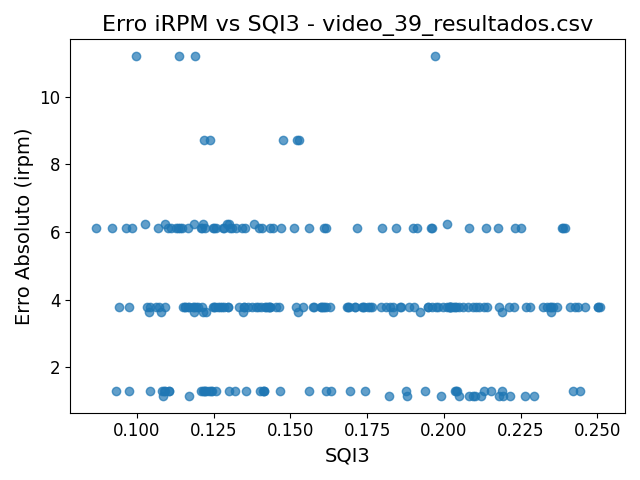 Erro iRPM vs SQI3 - video_39_resultados.csv
Erro Absoluto (irpm)
10
8
6
4
2
0.100 0.125 0.150 0.175 0.200 0.225 0.250
SQI3